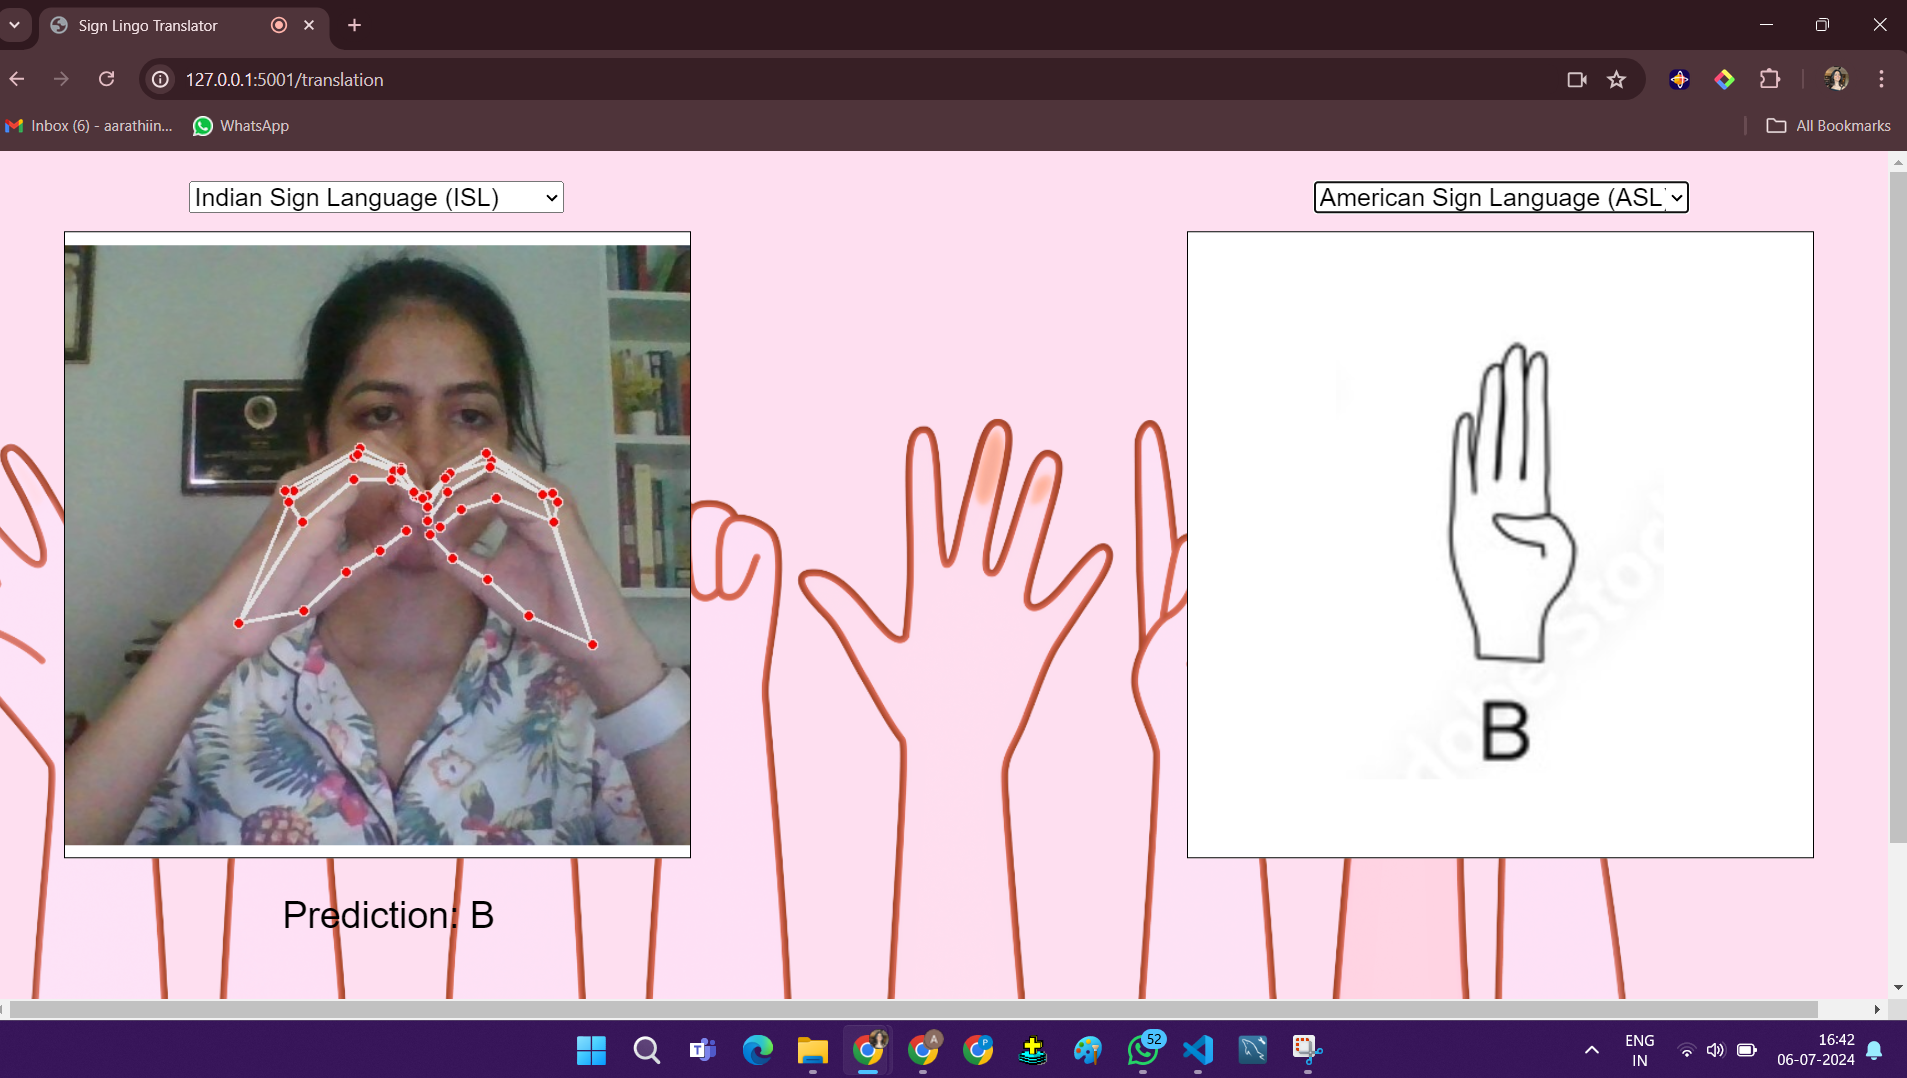 Sign Lingo Translator
127.0.0.1:5001/translation
Inbox (6) - aarathiin...
WhatsApp
All Bookmarks
Indian Sign Language (ISL)
American Sign Language (ASL
B
Prediction: B
A
P
52
ENG
IN
16:42
06-07-2024